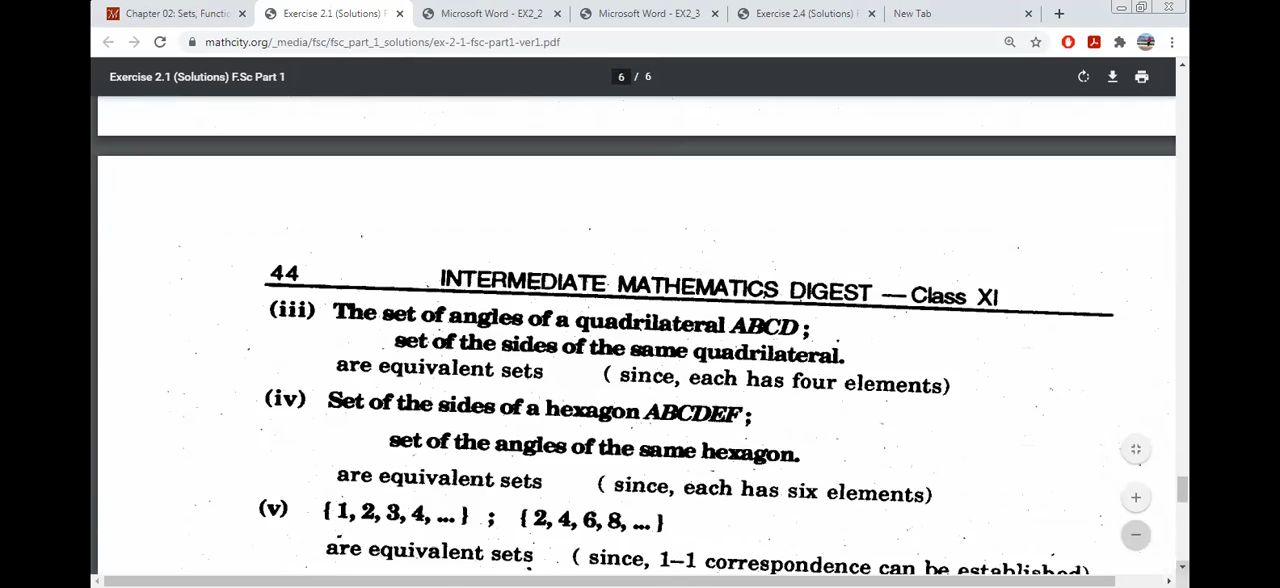 Chapter 02: Sets, Functio
Exercise 2.1 (Solutions) F
Microsoft Word - EX2_2
Microsoft Word - EX2_3
Exercise 2.4 (Solutions) F
New Tab
mathcity.org/_media/fsc/fsc_part_1_solutions/ex-2-1-fsc-part1-ver1.pdf
Exercise 2.1 (Solutions) F.Sc Part 1
6 / 6
44 INTERMEDIATE MATHEMATICS DIGEST — Class XI
(iii) The set of angles of a quadrilateral ABCD ;
set of the sides of the same quadrilateral.
are equivalent sets ( since, each has four elements)
(iv) Set of the sides of a hexagon ABCDEF ;
set of the angles of the same hexagon.
are equivalent sets ( since, each has six elements)
(v) { 1, 2, 3, 4, ... } ; { 2, 4, 6, 8, ... }
are equivalent sets ( since, 1–1 correspondence can be established)